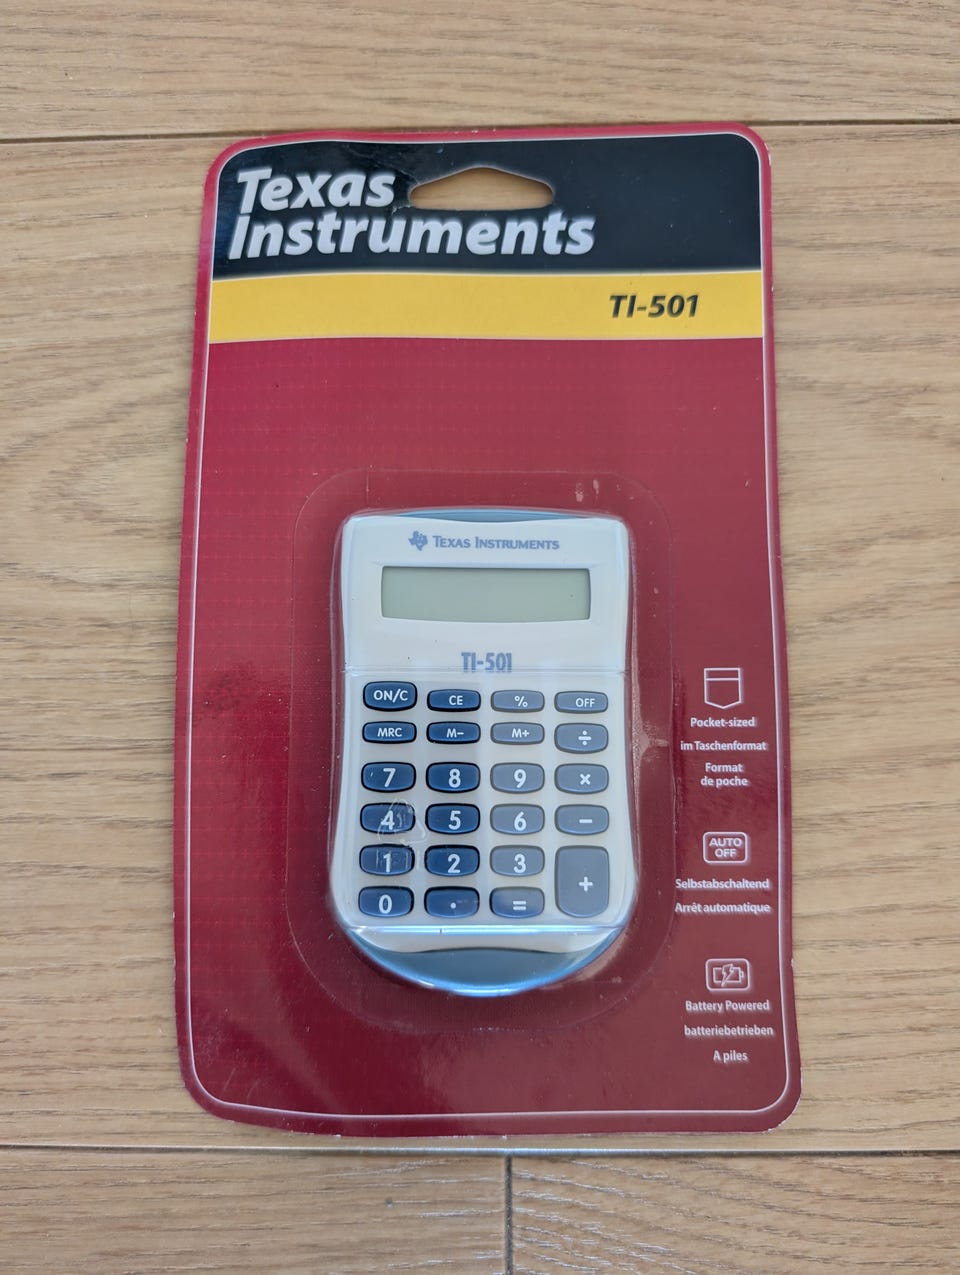 Texas
Instruments
TI-501
TEXAS INSTRUMENTS
TI-501
ON/C CE % OFF
MRC M− M+ ÷
7 8 9 ×
4 5 6 −
1 2 3 +
0 . =
Pocket-sized
im Taschenformat
Format
de poche
AUTO
OFF
Selbstabschaltend
Arrêt automatique
Battery Powered
batteriebetrieben
A piles